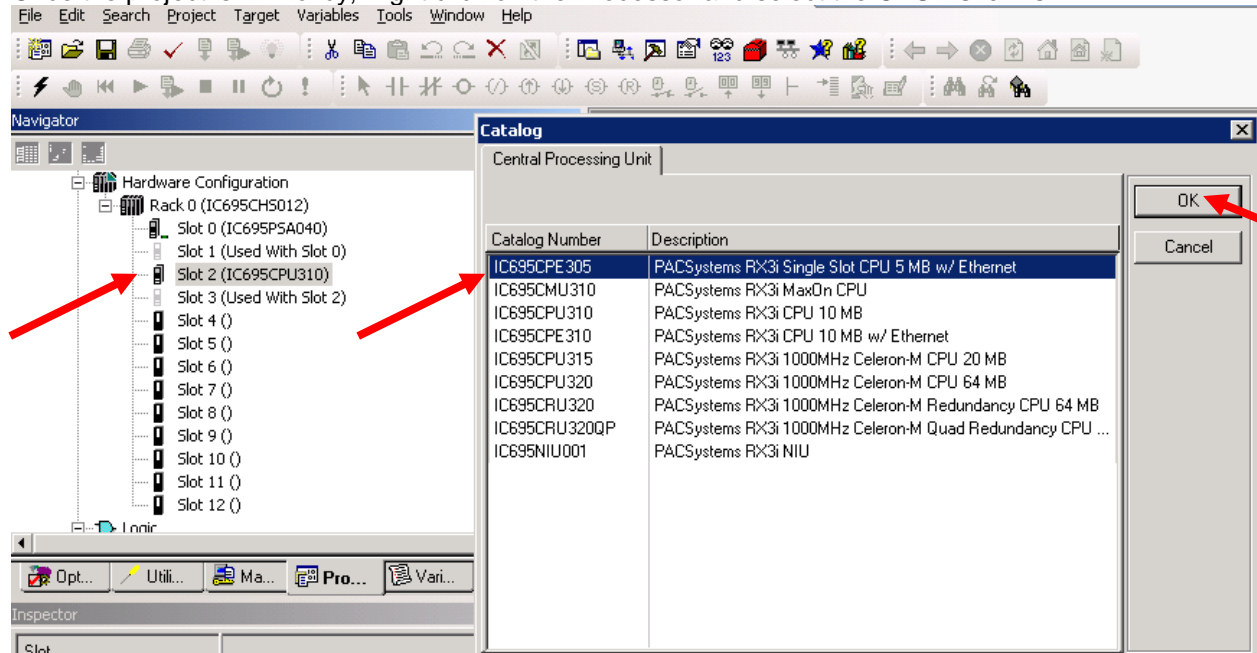 File Edit Search Project Target Variables Tools Window Help
123
Navigator
Hardware Configuration
Rack 0 (IC695CHS012)
Slot 0 (IC695PSA040)
Slot 1 (Used With Slot 0)
Slot 2 (IC695CPU310)
Slot 3 (Used With Slot 2)
Slot 4 ()
Slot 5 ()
Slot 6 ()
Slot 7 ()
Slot 8 ()
Slot 9 ()
Slot 10 ()
Slot 11 ()
Slot 12 ()
Logic
Opt... Utili... Ma... Pro... Vari...
Inspector
Slot
Catalog
Central Processing Unit
Catalog Number Description
IC695CPE305 PACSystems RX3i Single Slot CPU 5 MB w/ Ethernet
IC695CMU310 PACSystems RX3i MaxOn CPU
IC695CPU310 PACSystems RX3i CPU 10 MB
IC695CPE310 PACSystems RX3i CPU 10 MB w/ Ethernet
IC695CPU315 PACSystems RX3i 1000MHz Celeron-M CPU 20 MB
IC695CPU320 PACSystems RX3i 1000MHz Celeron-M CPU 64 MB
IC695CRU320 PACSystems RX3i 1000MHz Celeron-M Redundancy CPU 64 MB
IC695CRU320QP PACSystems RX3i 1000MHz Celeron-M Quad Redundancy CPU ...
IC695NIU001 PACSystems RX3i NIU
OK
Cancel